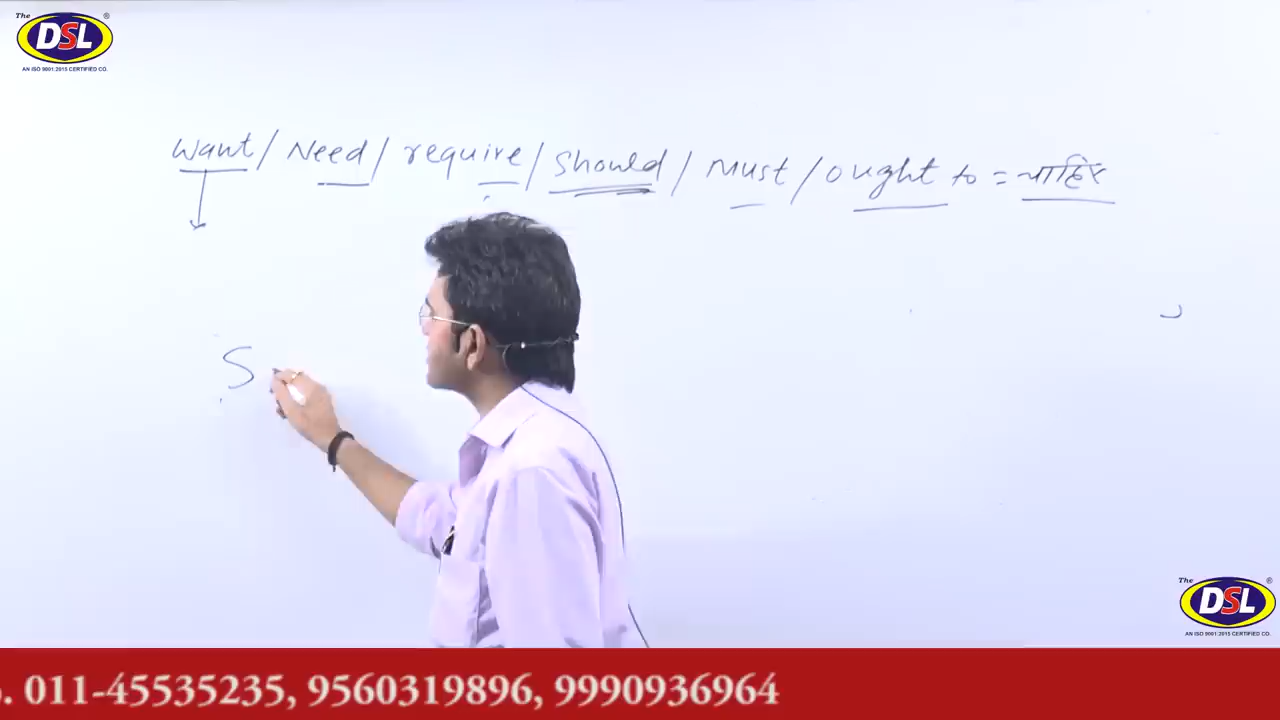 The DSL ®
AN ISO 9001:2015 CERTIFIED CO.
Want / Need / require / Should / Must / ought to = चाहिए
S
The DSL ®
AN ISO 9001:2015 CERTIFIED CO.
. 011-45535235, 9560319896, 9990936964